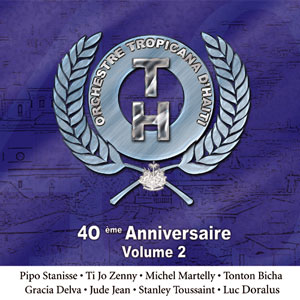 ORCHESTRE TROPICANA D'HAITI
T
H
40 ème Anniversaire
Volume 2
Pipo Stanisse • Ti Jo Zenny • Michel Martelly • Tonton Bicha
Gracia Delva • Jude Jean • Stanley Toussaint • Luc Doralus